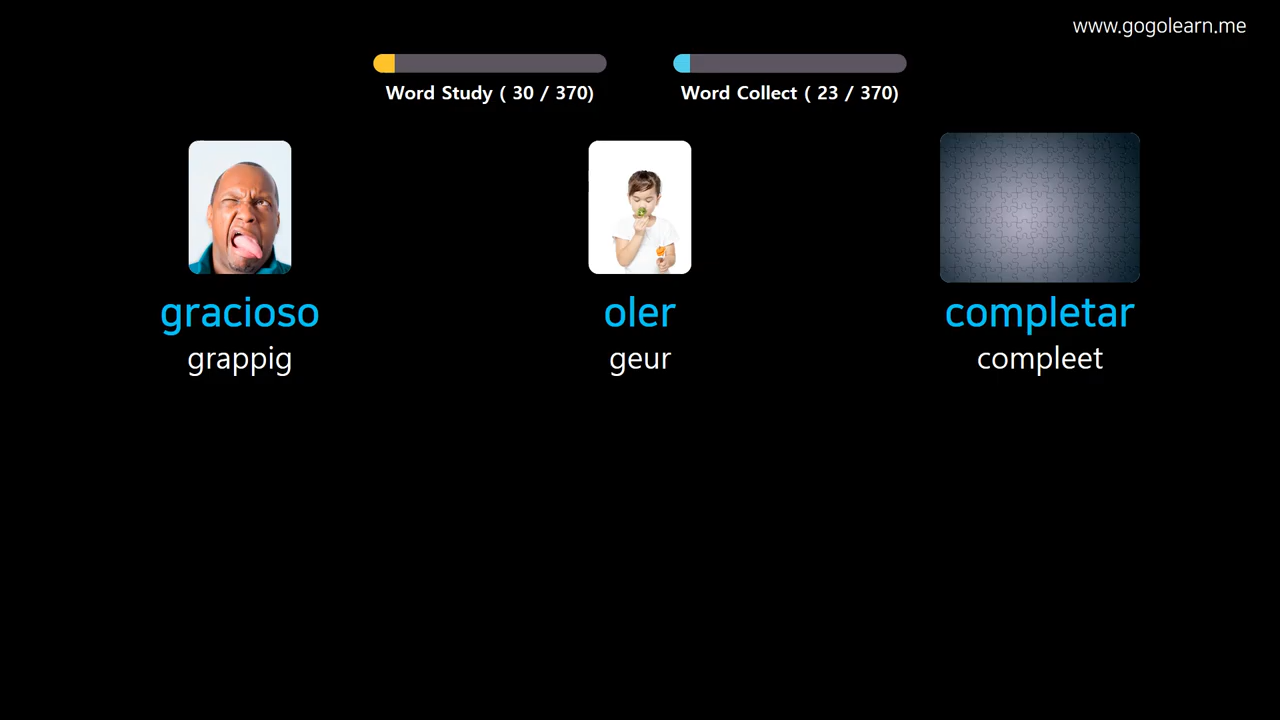 www.gogolearn.me
Word Study ( 30 / 370)
Word Collect ( 23 / 370)
gracioso
grappig
oler
geur
completar
compleet